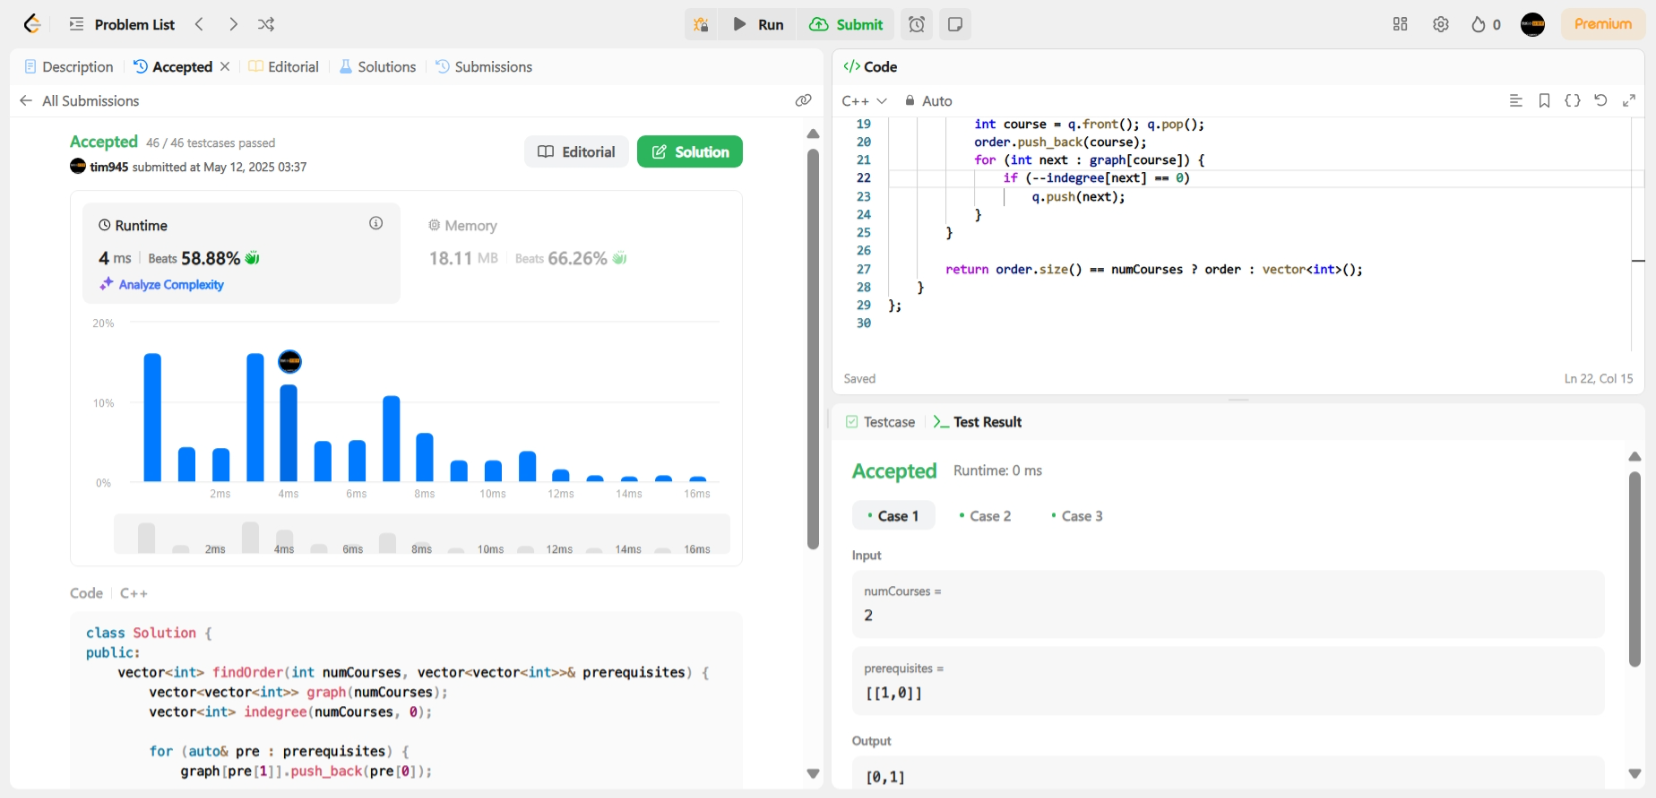 Problem List
Run
Submit
0
Premium
Description
Accepted
Editorial
Solutions
Submissions
All Submissions
Accepted 46 / 46 testcases passed
tim945 submitted at May 12, 2025 03:37
Editorial
Solution
Runtime
4 ms Beats 58.88%
Analyze Complexity
Memory
18.11 MB Beats 66.26%
20%
10%
0%
2ms 4ms 6ms 8ms 10ms 12ms 14ms 16ms
2ms 4ms 6ms 8ms 10ms 12ms 14ms 16ms
Code C++
class Solution {
public:
    vector<int> findOrder(int numCourses, vector<vector<int>>& prerequisites) {
        vector<vector<int>> graph(numCourses);
        vector<int> indegree(numCourses, 0);
        for (auto& pre : prerequisites) {
            graph[pre[1]].push_back(pre[0]);
</> Code
C++ Auto
19 int course = q.front(); q.pop();
20 order.push_back(course);
21 for (int next : graph[course]) {
22 if (--indegree[next] == 0)
23 q.push(next);
24 }
25 }
26
27 return order.size() == numCourses ? order : vector<int>();
28 }
29 };
30
Saved
Ln 22, Col 15
Testcase
>_ Test Result
Accepted Runtime: 0 ms
• Case 1 • Case 2 • Case 3
Input
numCourses =
2
prerequisites =
[[1,0]]
Output
[0,1]